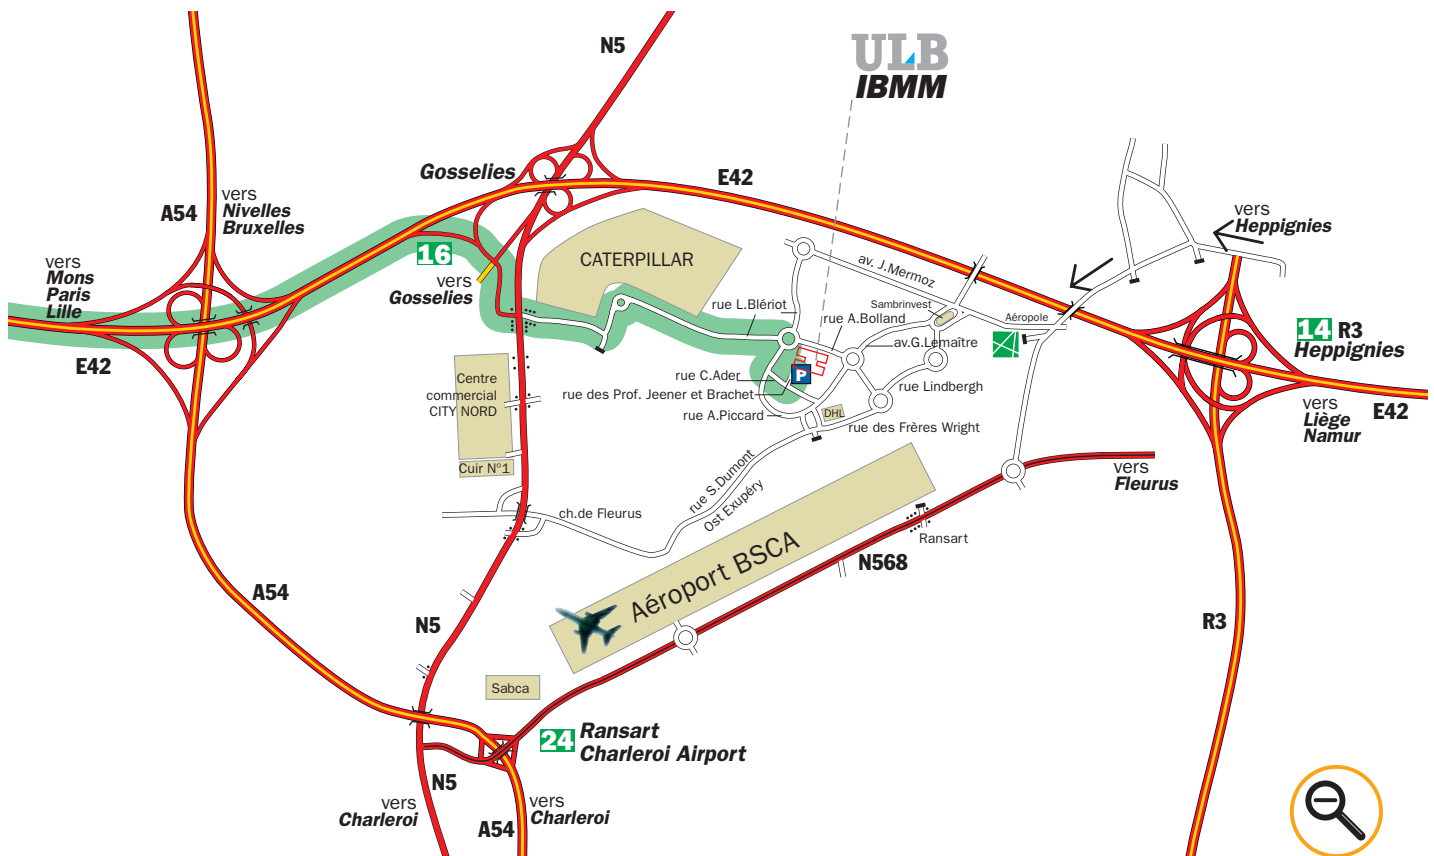 N5
ULB
IBMM
Gosselies
E42
A54
vers
Nivelles
Bruxelles
vers
Heppignies
16
CATERPILLAR
vers
Mons
Paris
Lille
vers
Gosselies
av. J.Mermoz
rue L.Blériot
Sambrinvest
rue A.Bolland
Aéropole
av.G.Lemaître
14 R3
Heppignies
E42
Centre
commercial
CITY NORD
rue C.Ader
P
rue des Prof. Jeener et Brachet
rue Lindbergh
rue A.Piccard
DHL
rue des Frères Wright
vers
Liège
Namur
E42
Cuir N°1
rue S.Dumont
Ost Exupéry
vers
Fleurus
ch.de Fleurus
Ransart
Aéroport BSCA
N568
A54
N5
R3
Sabca
24 Ransart
Charleroi Airport
N5
vers
Charleroi
A54
vers
Charleroi